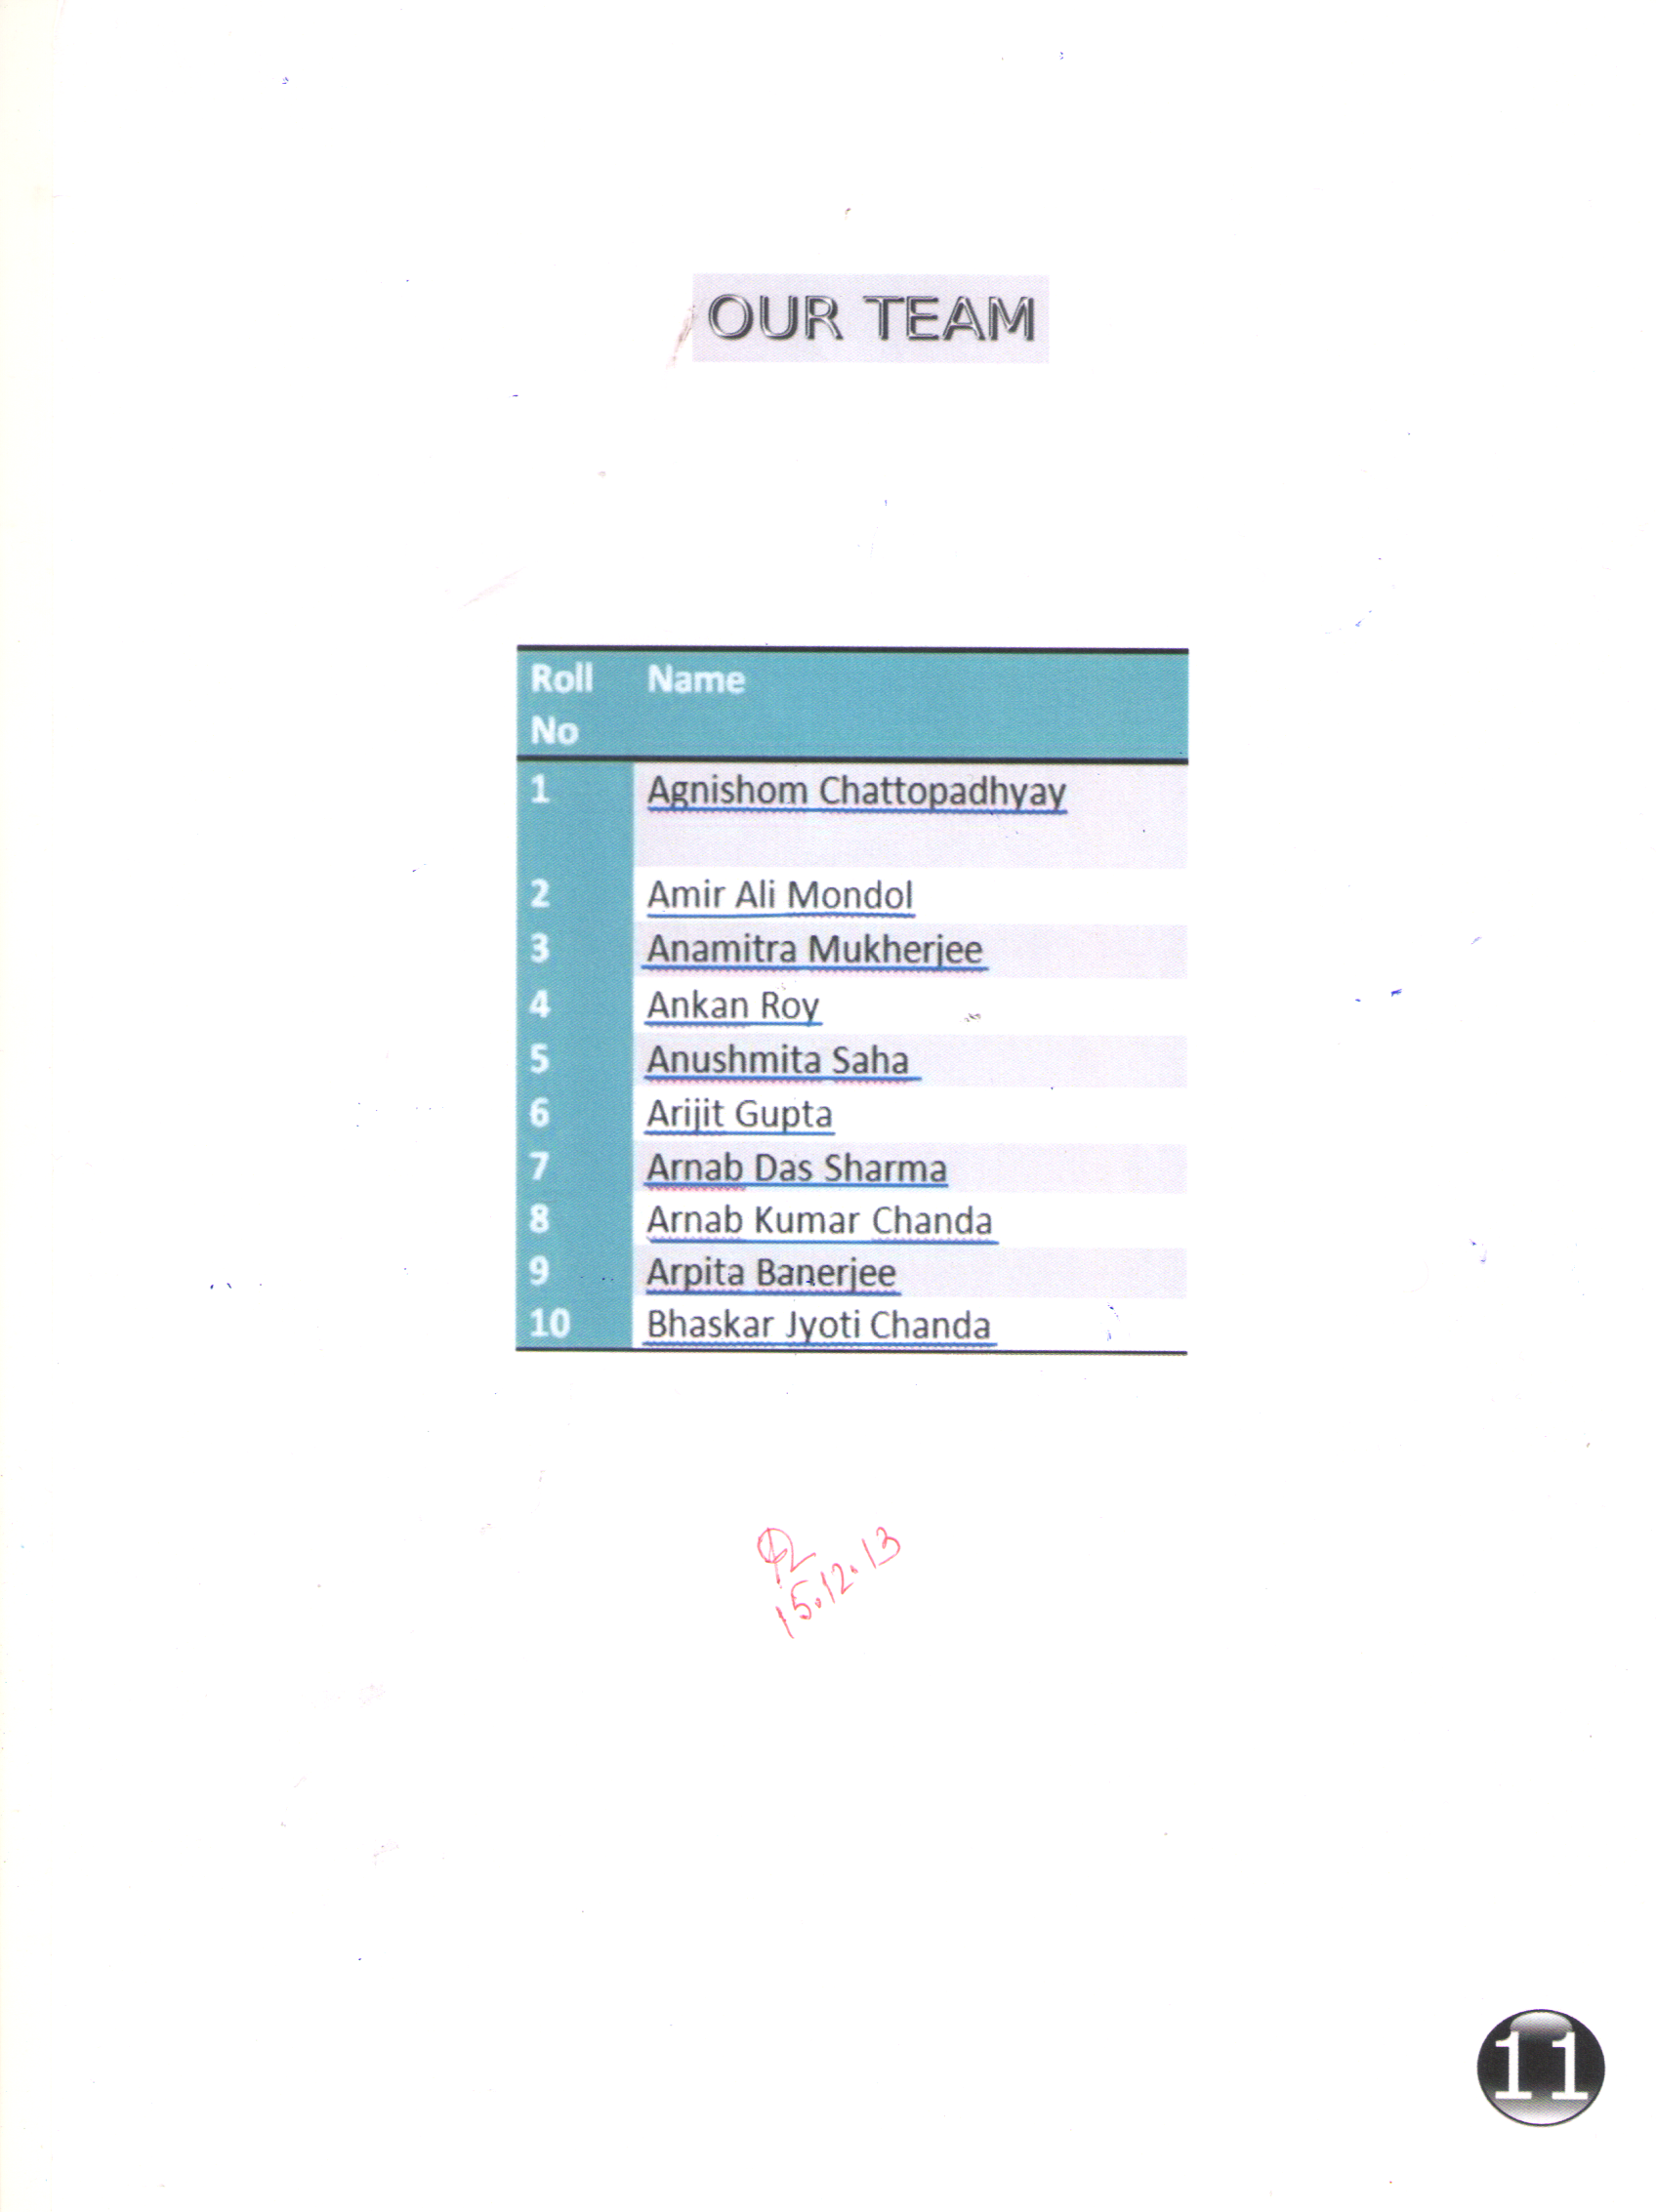 OUR TEAM
Roll Name
No
1 Agnishom Chattopadhyay
2 Amir Ali Mondol
3 Anamitra Mukherjee
4 Ankan Roy
5 Anushmita Saha
6 Arijit Gupta
7 Arnab Das Sharma
8 Arnab Kumar Chanda
9 Arpita Banerjee
10 Bhaskar Jyoti Chanda
15.12.13
11